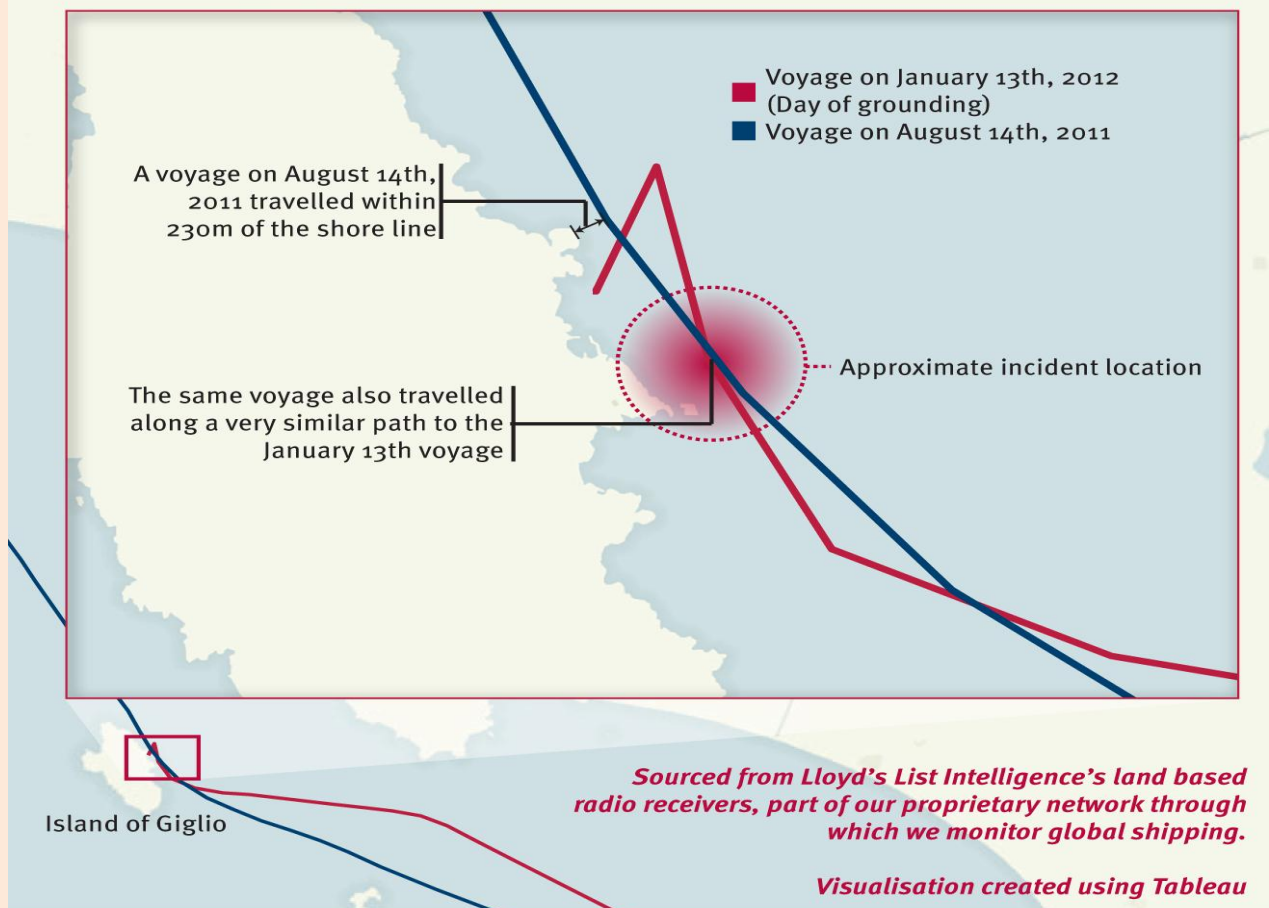 Voyage on January 13th, 2012
(Day of grounding)
Voyage on August 14th, 2011
A voyage on August 14th,
2011 travelled within
230m of the shore line
Approximate incident location
The same voyage also travelled
along a very similar path to the
January 13th voyage
Island of Giglio
Sourced from Lloyd's List Intelligence's land based
radio receivers, part of our proprietary network through
which we monitor global shipping.
Visualisation created using Tableau